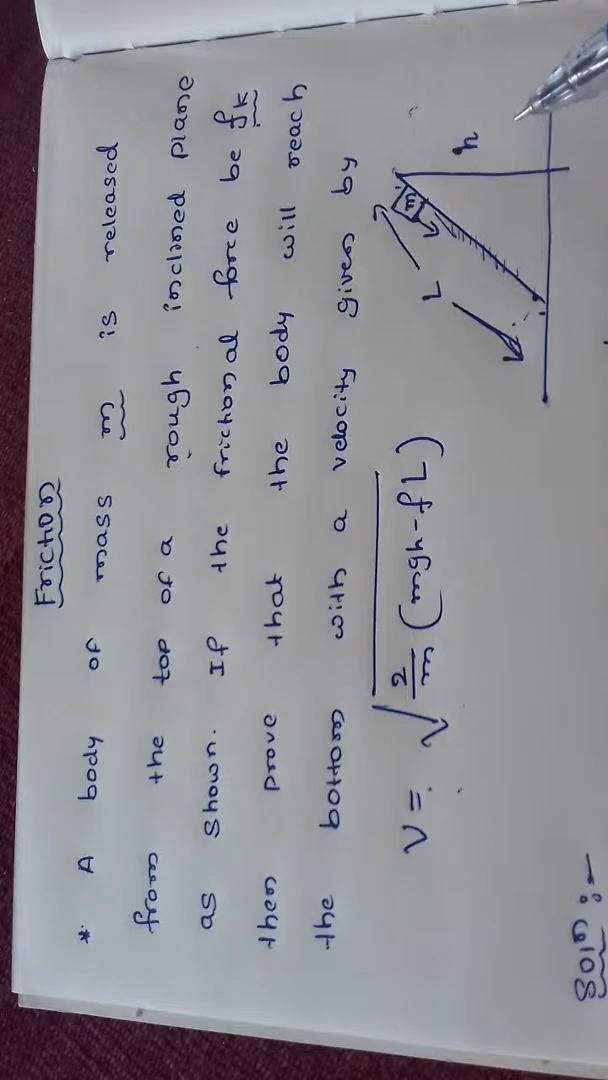 Friction
* A body of mass m is released
from the top of a rough inclined plane
as shown. If the frictional force be fk
then prove that the body will reach
the bottom with a velocity given by
V = √2/m (mgh-fL)
m
h
L
Soln:-